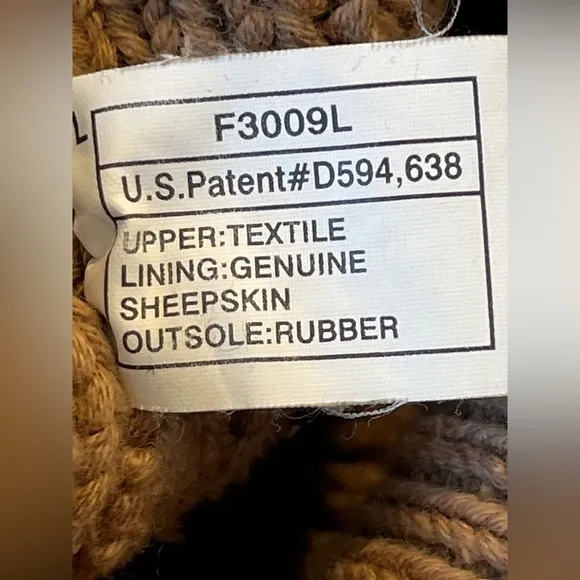 F3009L
U.S.Patent#D594,638
UPPER:TEXTILE
LINING:GENUINE
SHEEPSKIN
OUTSOLE:RUBBER